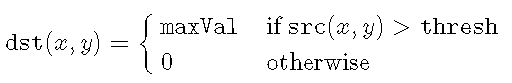 dst(x, y) = { maxVal if src(x, y) > thresh
0 otherwise